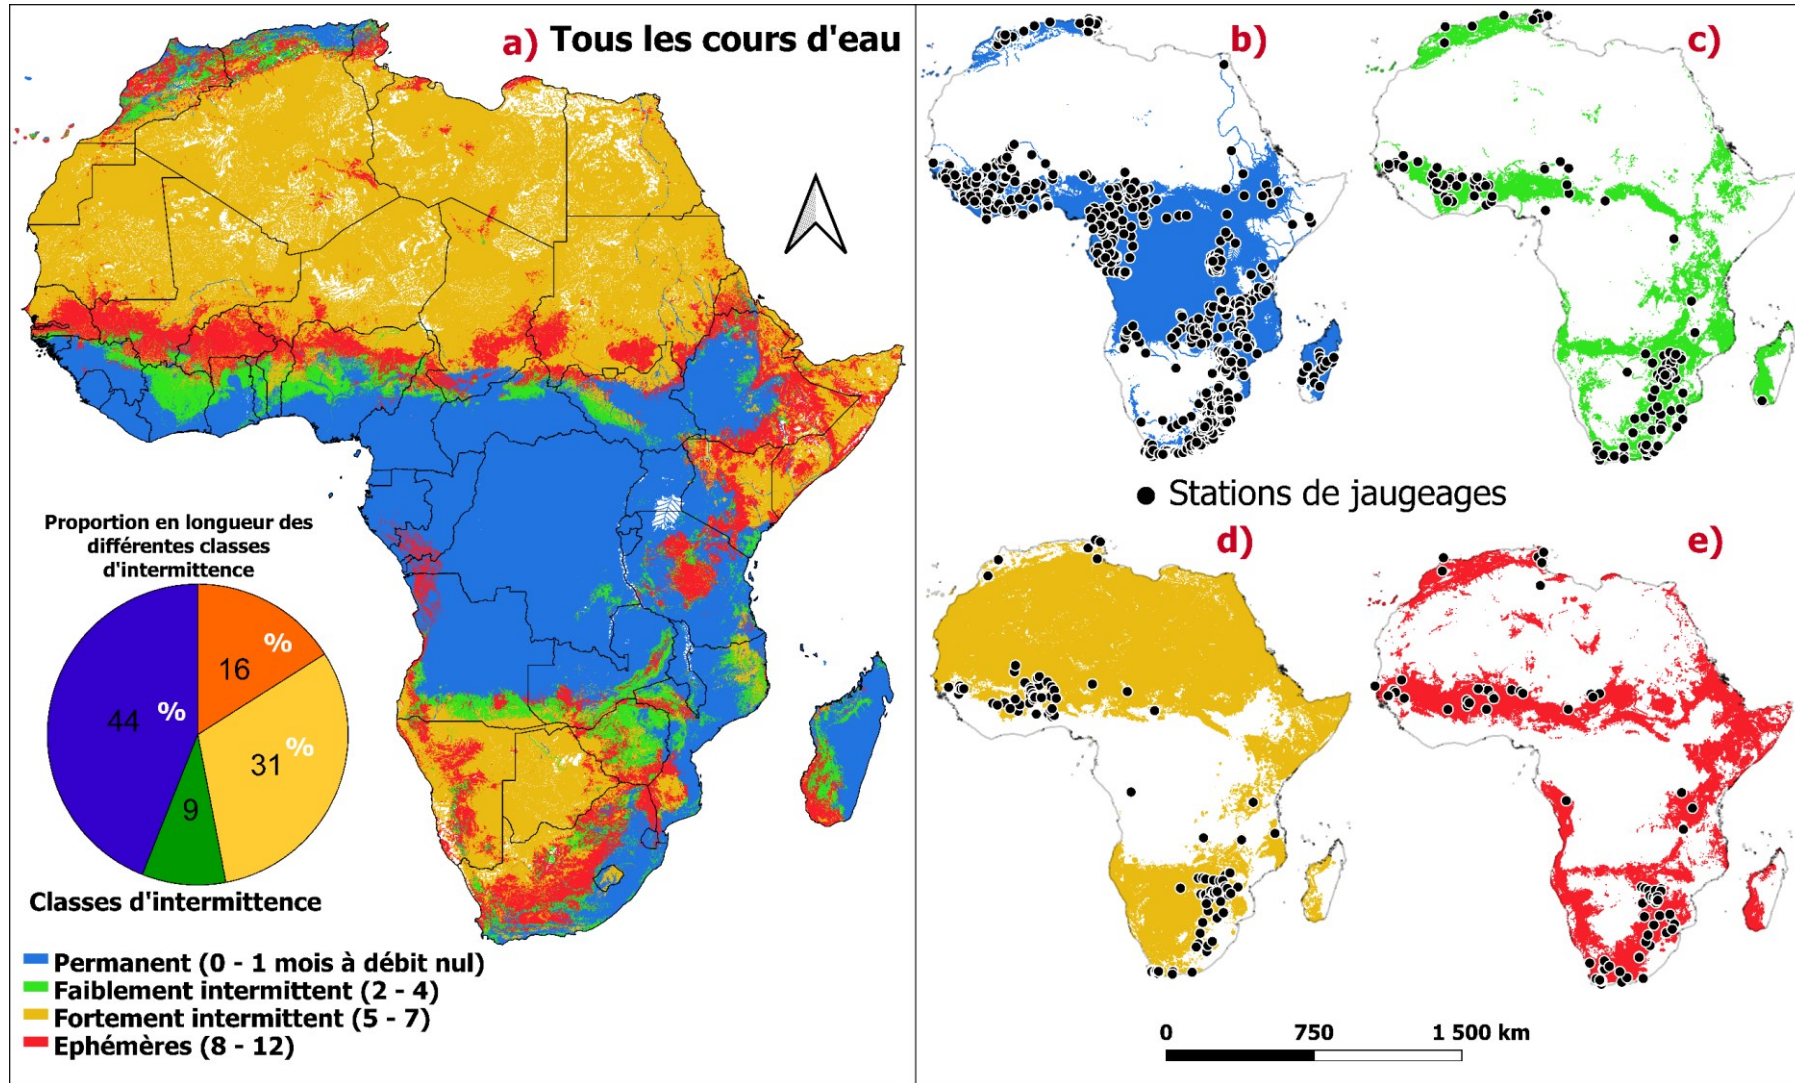 a) Tous les cours d'eau
Proportion en longueur des
différentes classes
d'intermittence
16 %
31 %
9
44 %
Classes d'intermittence
Permanent (0 - 1 mois à débit nul)
Faiblement intermittent (2 - 4)
Fortement intermittent (5 - 7)
Ephémères (8 - 12)
b)
c)
Stations de jaugeages
d)
e)
0 750 1 500 km